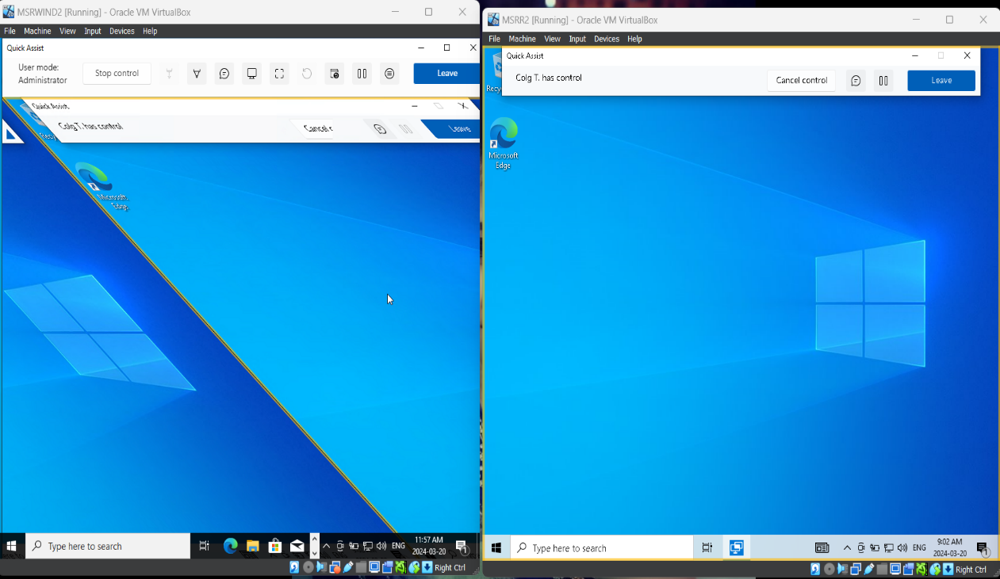 MSRWIND2 [Running] - Oracle VM VirtualBox
File Machine View Input Devices Help
Quick Assist
User mode:
Administrator
Stop control
Leave
Quick Assist
Colg T. has control
Leave
Type here to search
ENG
11:57 AM
2024-03-20
1
Right Ctrl
MSRR2 [Running] - Oracle VM VirtualBox
File Machine View Input Devices Help
Quick Assist
Colg T. has control
Cancel control
Leave
Recy
Microsoft
Edge
Type here to search
ENG
9:02 AM
2024-03-20
1
Right Ctrl